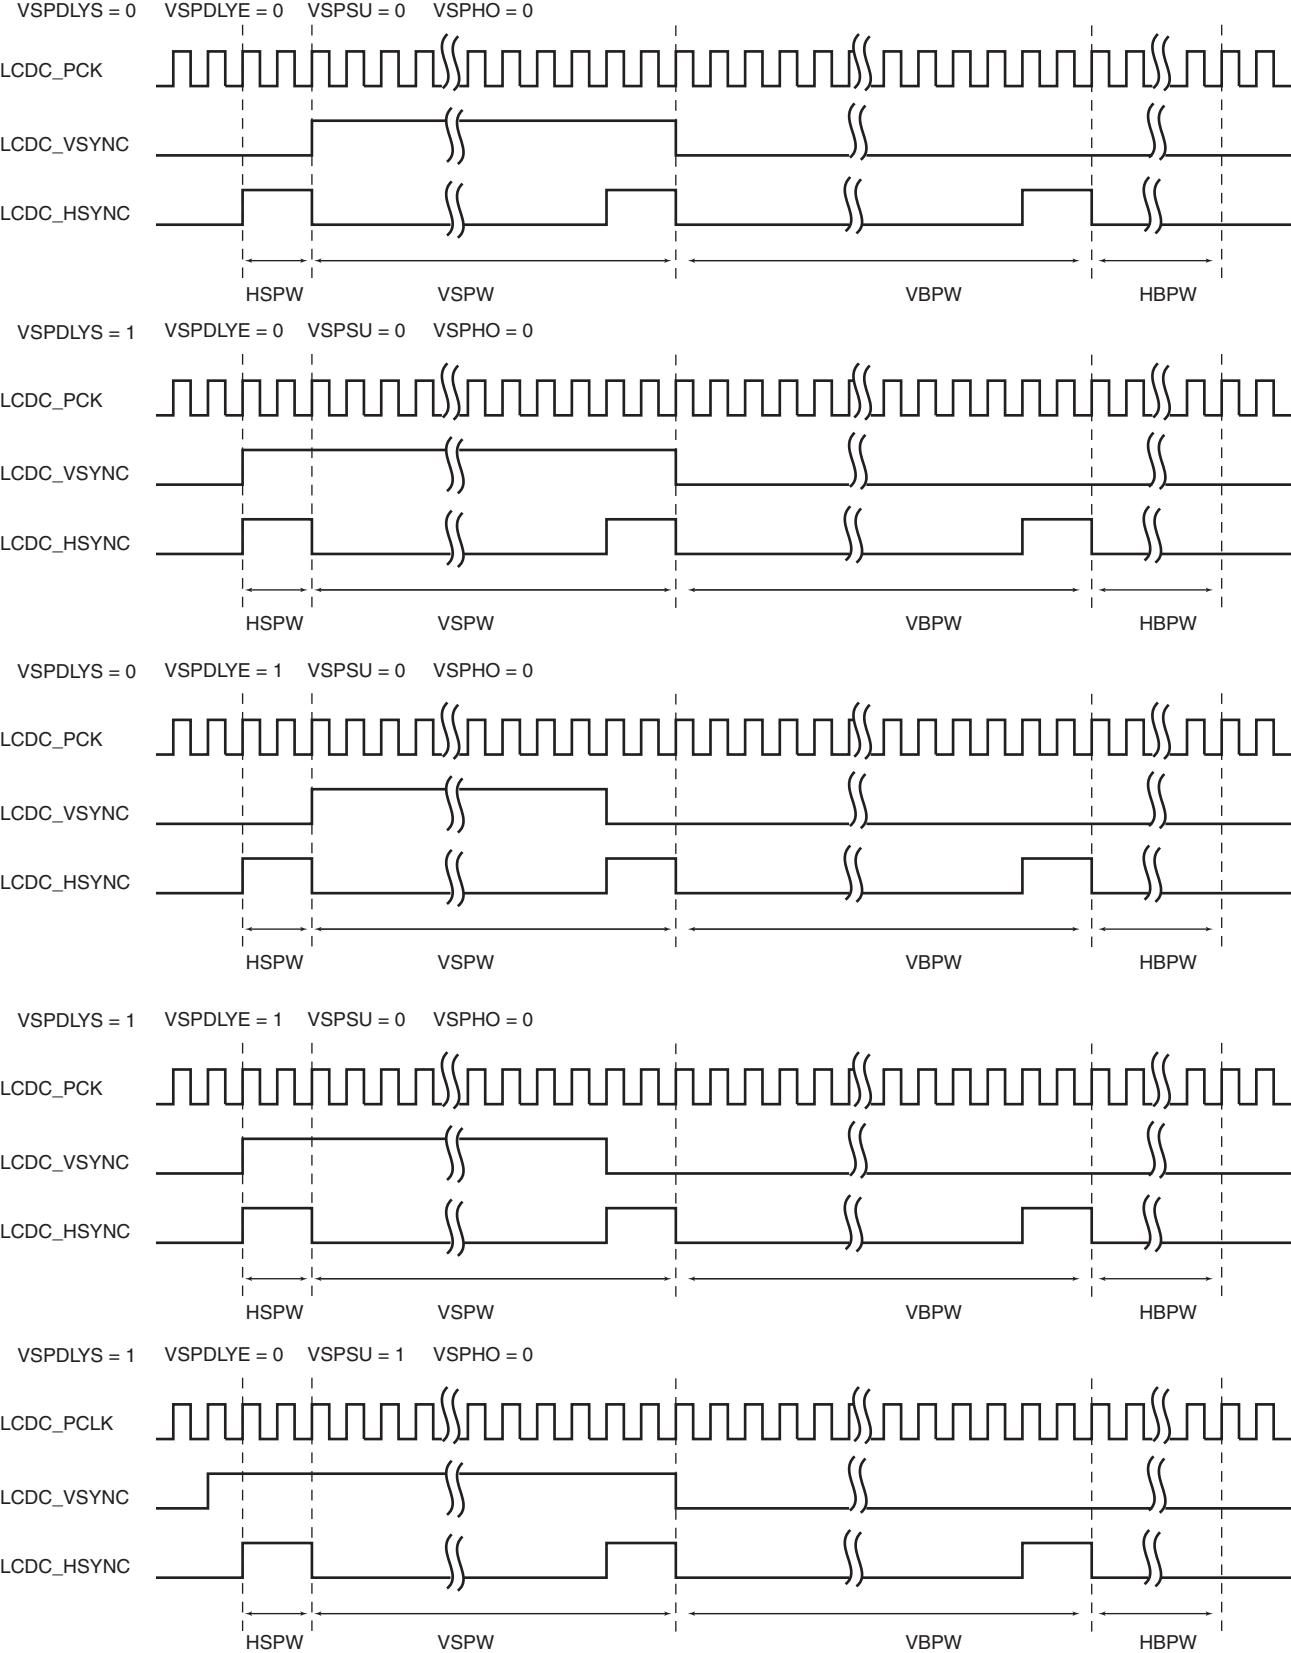 VSPDLYS = 0 VSPDLYE = 0 VSPSU = 0 VSPHO = 0
LCDC_PCK
LCDC_VSYNC
LCDC_HSYNC
HSPW VSPW VBPW HBPW
VSPDLYS = 1 VSPDLYE = 0 VSPSU = 0 VSPHO = 0
LCDC_PCK
LCDC_VSYNC
LCDC_HSYNC
HSPW VSPW VBPW HBPW
VSPDLYS = 0 VSPDLYE = 1 VSPSU = 0 VSPHO = 0
LCDC_PCK
LCDC_VSYNC
LCDC_HSYNC
HSPW VSPW VBPW HBPW
VSPDLYS = 1 VSPDLYE = 1 VSPSU = 0 VSPHO = 0
LCDC_PCK
LCDC_VSYNC
LCDC_HSYNC
HSPW VSPW VBPW HBPW
VSPDLYS = 1 VSPDLYE = 0 VSPSU = 1 VSPHO = 0
LCDC_PCLK
LCDC_VSYNC
LCDC_HSYNC
HSPW VSPW VBPW HBPW